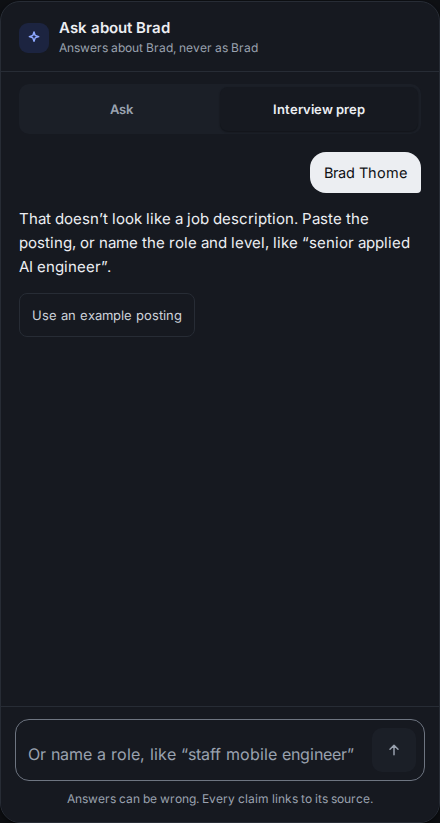 Ask about Brad
Answers about Brad, never as Brad
Ask
Interview prep
Brad Thome
That doesn’t look like a job description. Paste the
posting, or name the role and level, like “senior applied
AI engineer”.
Use an example posting
Or name a role, like “staff mobile engineer”
Answers can be wrong. Every claim links to its source.